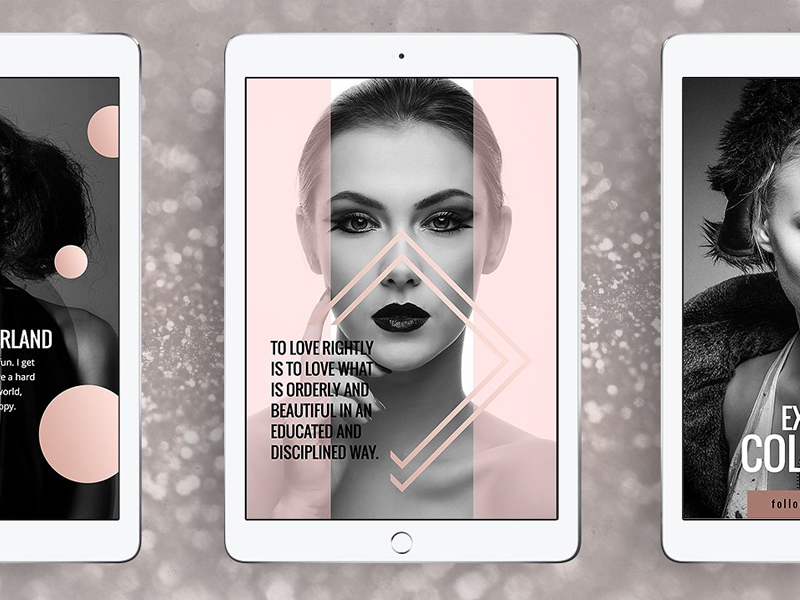 RLAND
fun. I get
e a hard
world,
ppy.
TO LOVE RIGHTLY
IS TO LOVE WHAT
IS ORDERLY AND
BEAUTIFUL IN AN
EDUCATED AND
DISCIPLINED WAY.
EX
COL
follo